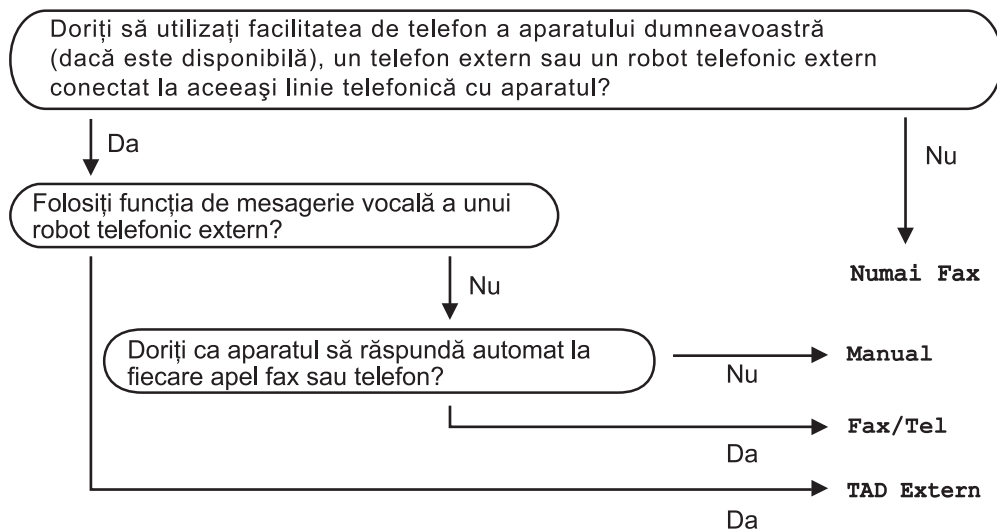 Doriți să utilizați facilitatea de telefon a aparatului dumneavoastră
(dacă este disponibilă), un telefon extern sau un robot telefonic extern
conectat la aceeaşi linie telefonică cu aparatul?
Da
Nu
Folosiți funcția de mesagerie vocală a unui
robot telefonic extern?
Numai Fax
Nu
Doriți ca aparatul să răspundă automat la
fiecare apel fax sau telefon?
Nu
Manual
Da
Fax/Tel
Da
TAD Extern